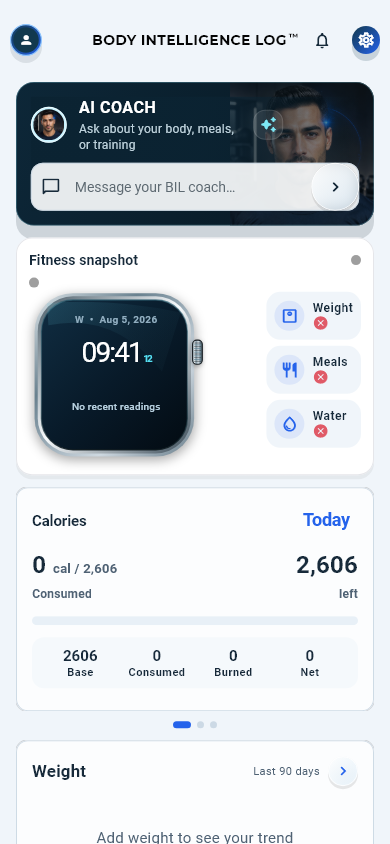 BODY INTELLIGENCE LOG™
AI COACH
Ask about your body, meals,
or training
Message your BIL coach...
Fitness snapshot
W • Aug 5, 2026
09:41 12
No recent readings
Weight
Meals
Water
Calories
Today
0 cal / 2,606
2,606
Consumed
left
2606
0
0
0
Base
Consumed
Burned
Net
Weight
Last 90 days
Add weight to see your trend